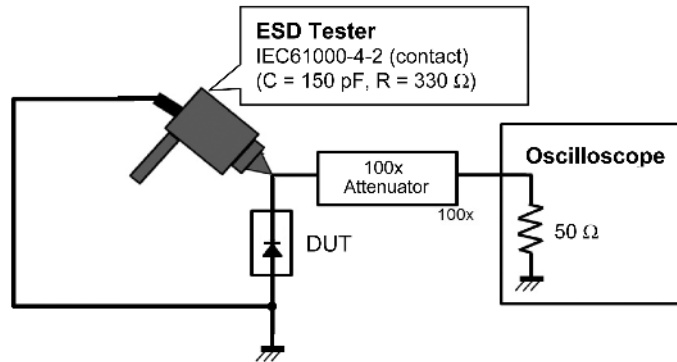 ESD Tester
IEC61000-4-2 (contact)
(C = 150 pF, R = 330 Ω)
Oscilloscope
100x
Attenuator
100x
50 Ω
DUT